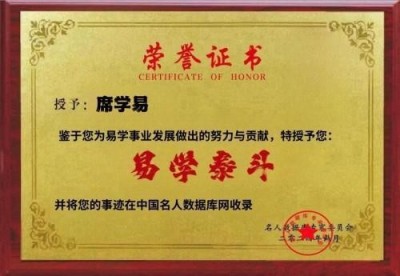 荣誉证书
CERTIFICATE OF HONOR
授予：席学易
鉴于您为易学事业发展做出的努力与贡献，特授予您：
易学泰斗
并将您的事迹在中国名人数据库网收录